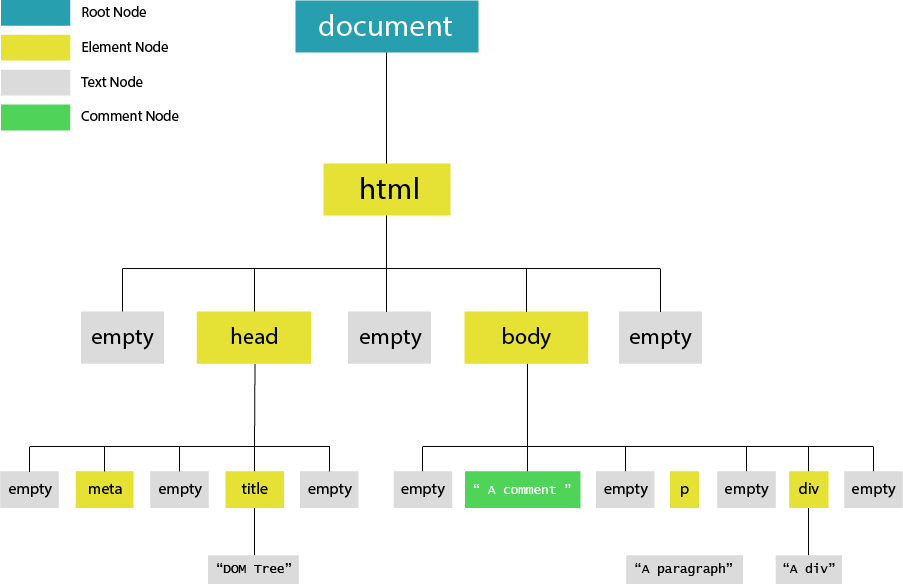 Root Node
Element Node
Text Node
Comment Node
document
html
empty
head
empty
body
empty
empty
meta
empty
title
empty
empty
“ A comment ”
empty
p
empty
div
empty
“DOM Tree”
“A paragraph”
“A div”